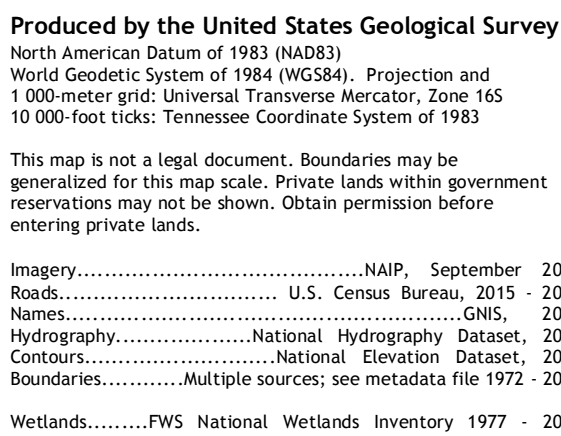 Produced by the United States Geological Survey
North American Datum of 1983 (NAD83)
World Geodetic System of 1984 (WGS84). Projection and
1 000-meter grid: Universal Transverse Mercator, Zone 16S
10 000-foot ticks: Tennessee Coordinate System of 1983
This map is not a legal document. Boundaries may be
generalized for this map scale. Private lands within government
reservations may not be shown. Obtain permission before
entering private lands.
Imagery..........................................NAIP, September 20
Roads................................ U.S. Census Bureau, 2015 - 20
Names..........................................................GNIS, 20
Hydrography....................National Hydrography Dataset, 20
Contours............................National Elevation Dataset, 20
Boundaries............Multiple sources; see metadata file 1972 - 20
Wetlands.........FWS National Wetlands Inventory 1977 - 20